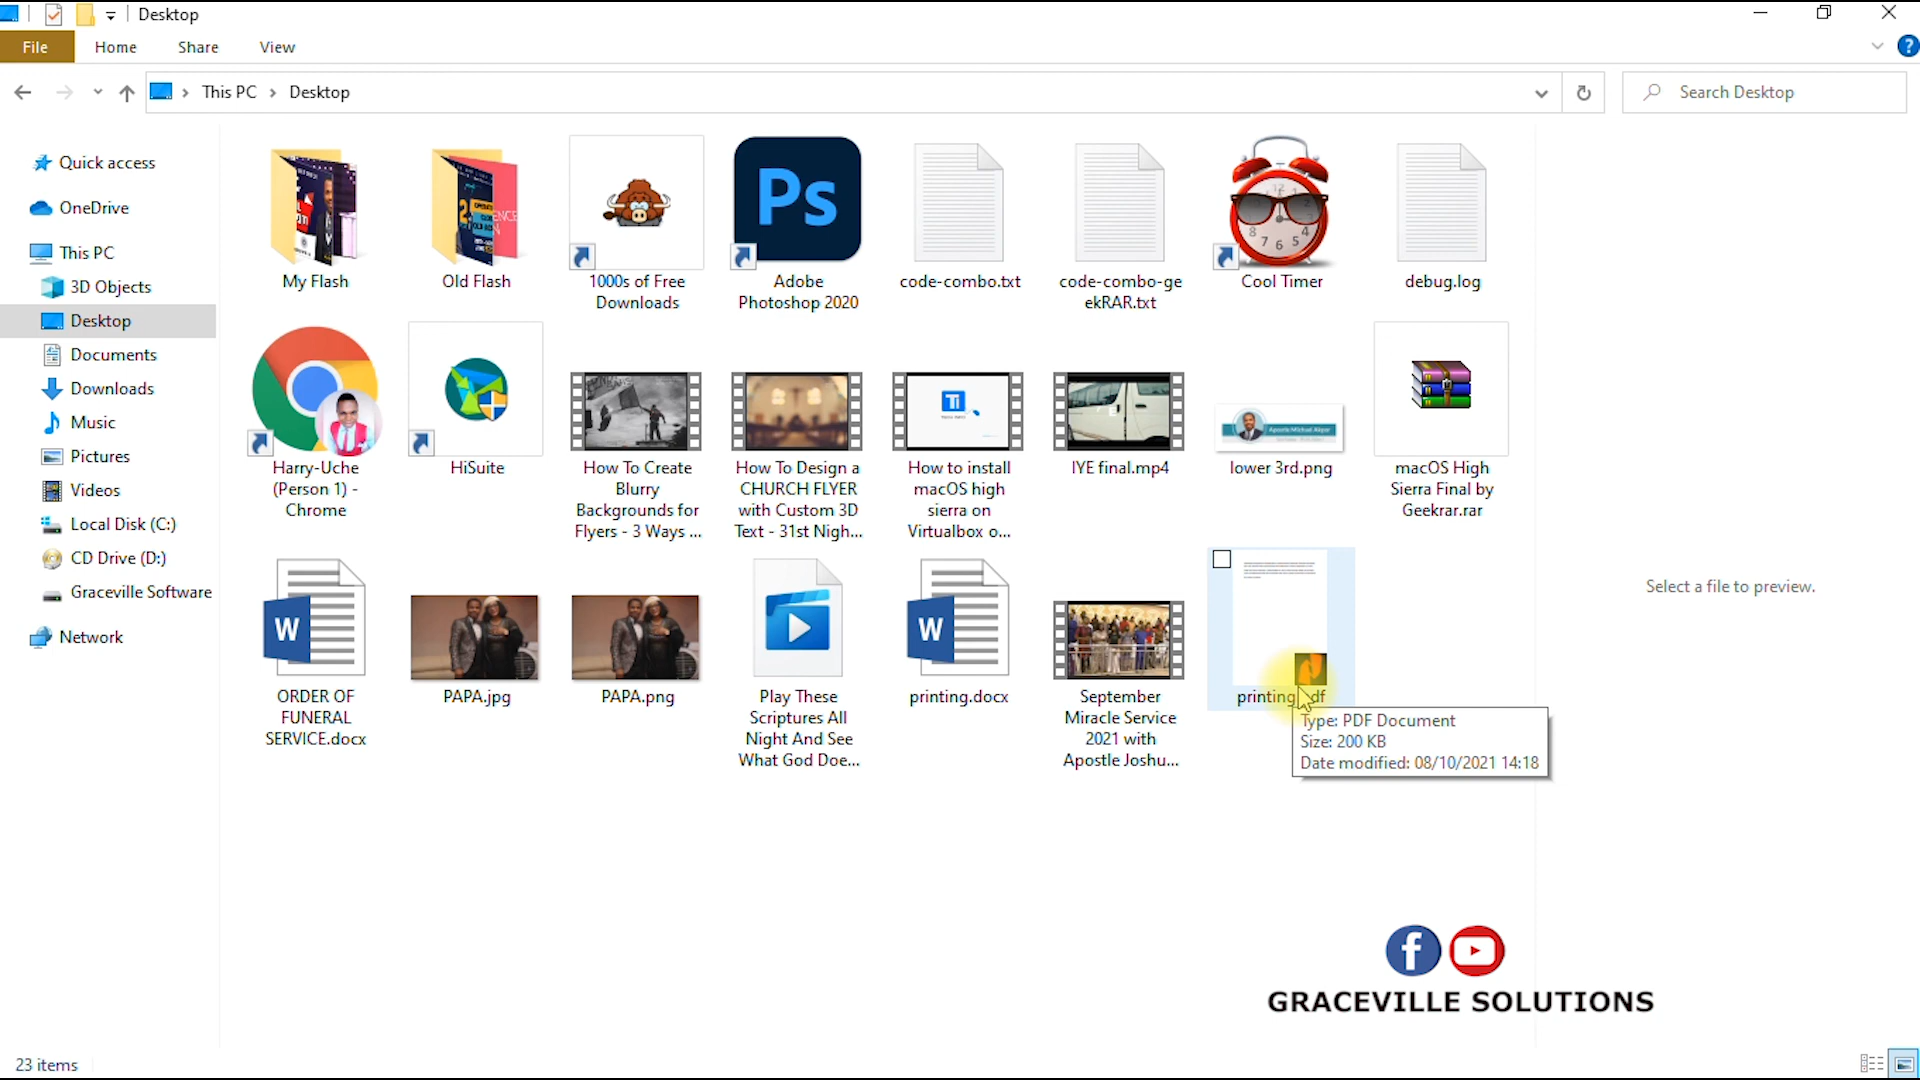 Desktop
File
Home
Share
View
?
This PC
Desktop
Search Desktop
Quick access
OneDrive
This PC
3D Objects
Desktop
Documents
Downloads
Music
Pictures
Videos
Local Disk (C:)
CD Drive (D:)
Graceville Software
Network
My Flash
Old Flash
1000s of Free
Downloads
Ps
Adobe
Photoshop 2020
code-combo.txt
code-combo-ge
ekRAR.txt
Cool Timer
debug.log
Harry-Uche
(Person 1) -
Chrome
HiSuite
How To Create
Blurry
Backgrounds for
Flyers - 3 Ways ...
How To Design a
CHURCH FLYER
with Custom 3D
Text - 31st Nigh...
How to install
macOS high
sierra on
Virtualbox o...
IYE final.mp4
Apostle Michael
lower 3rd.png
macOS High
Sierra Final by
Geekrar.rar
W
ORDER OF
FUNERAL
SERVICE.docx
PAPA.jpg
PAPA.png
Play These
Scriptures All
Night And See
What God Doe...
W
printing.docx
September
Miracle Service
2021 with
Apostle Joshu...
printing df
Type: PDF Document
Size: 200 KB
Date modified: 08/10/2021 14:18
Select a file to preview.
f
GRACEVILLE SOLUTIONS
23 items